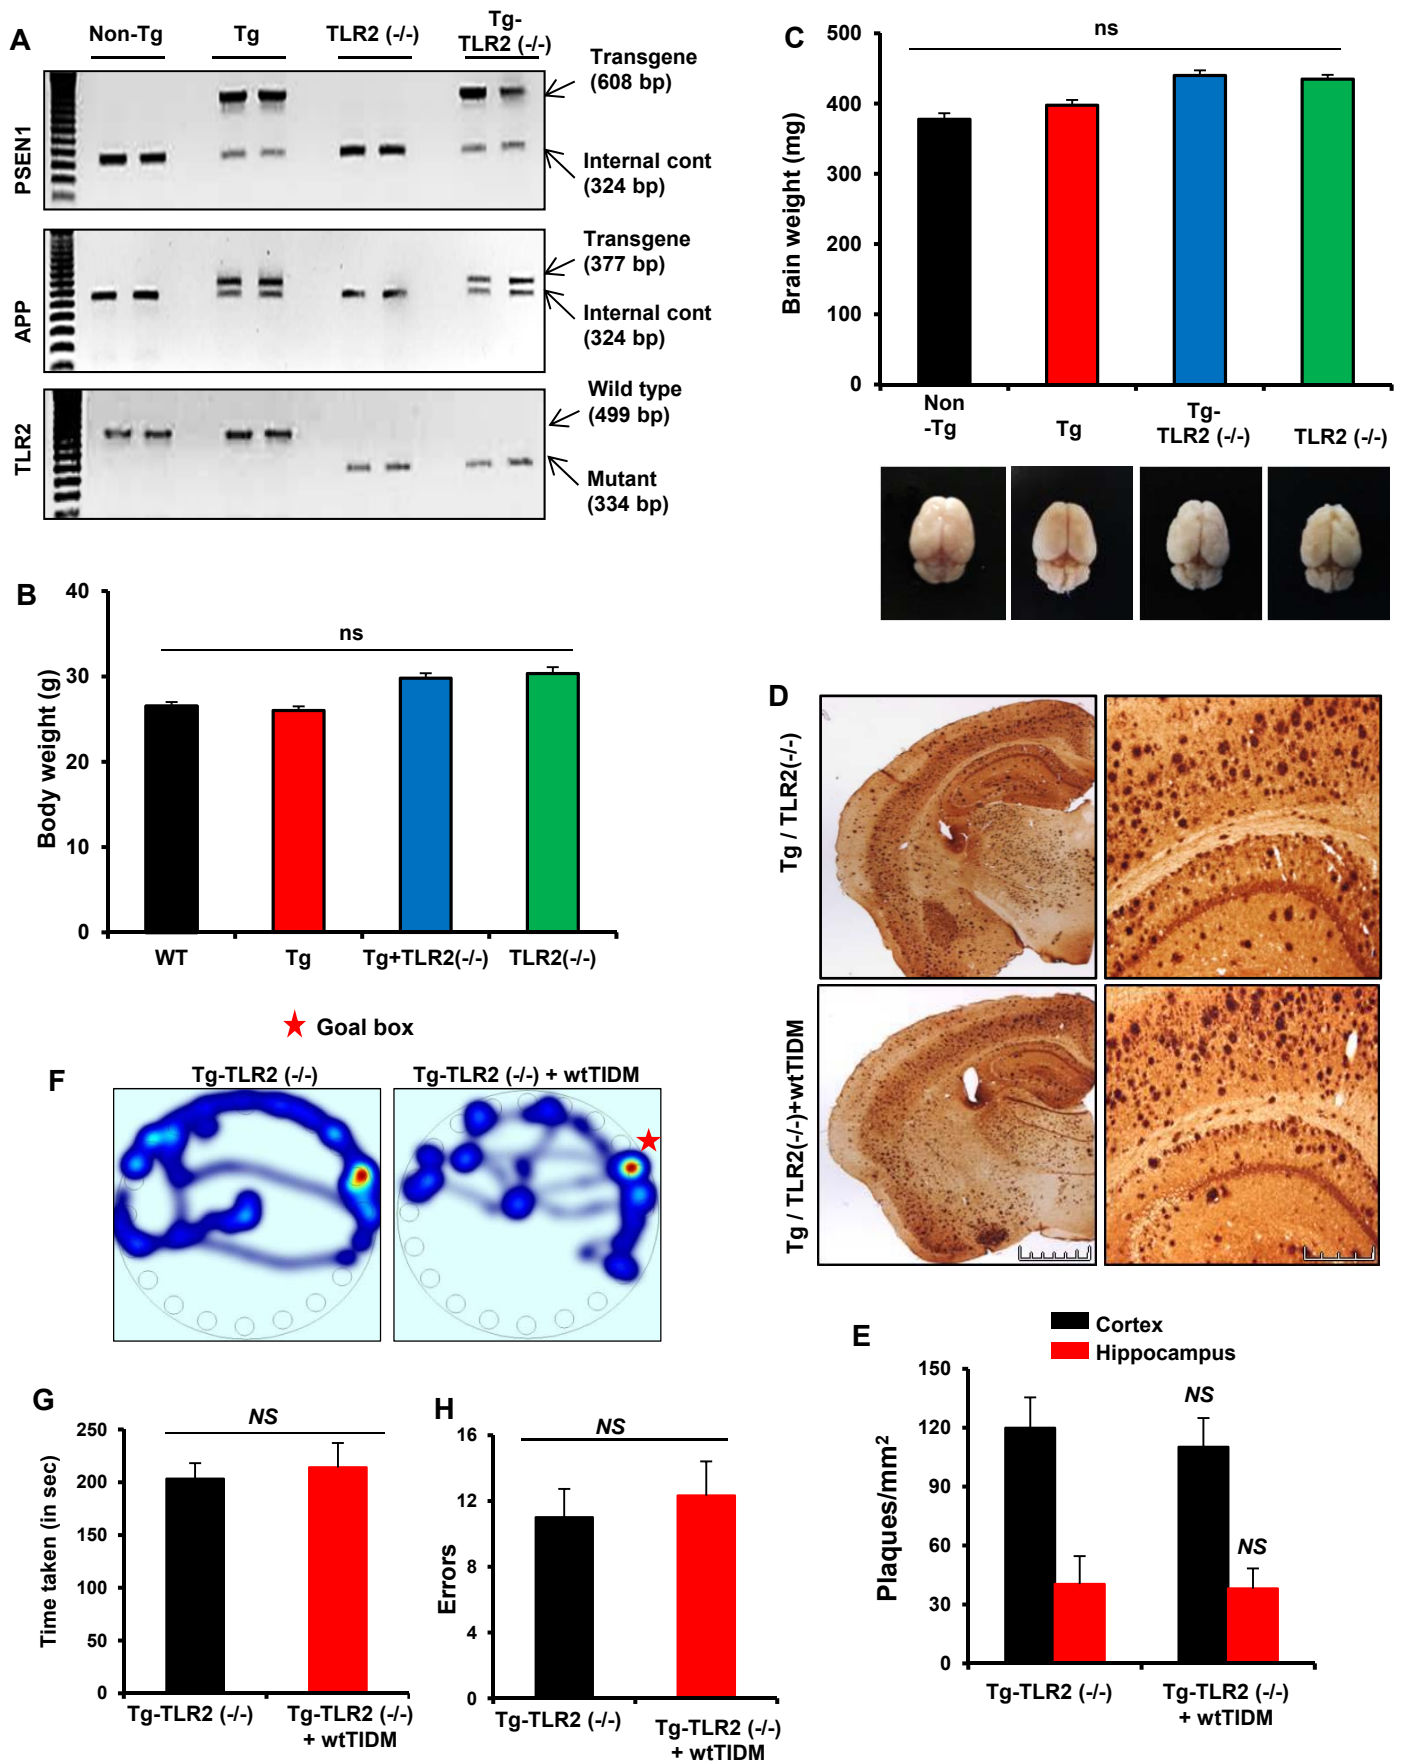 A
Non-Tg
Tg
TLR2 (-/-)
Tg-
TLR2 (-/-)
PSEN1
Transgene
(608 bp)
Internal cont
(324 bp)
APP
Transgene
(377 bp)
Internal cont
(324 bp)
TLR2
Wild type
(499 bp)
Mutant
(334 bp)
B
Body weight (g)
40
30
20
10
0
ns
WT
Tg
Tg+TLR2(-/-)
TLR2(-/-)
C
Brain weight (mg)
500
400
300
200
100
0
ns
Non
-Tg
Tg
Tg-
TLR2 (-/-)
TLR2 (-/-)
D
Tg / TLR2(-/-)
Tg / TLR2(-/-)+wtTIDM
E
Cortex
Hippocampus
Plaques/mm2
150
120
90
60
30
0
NS
NS
Tg-TLR2 (-/-)
Tg-TLR2 (-/-)
+ wtTIDM
Goal box
F
Tg-TLR2 (-/-)
Tg-TLR2 (-/-) + wtTIDM
G
Time taken (in sec)
250
200
150
100
50
0
NS
Tg-TLR2 (-/-)
Tg-TLR2 (-/-)
+ wtTIDM
H
Errors
16
12
8
4
0
NS
Tg-TLR2 (-/-)
Tg-TLR2 (-/-)
+ wtTIDM